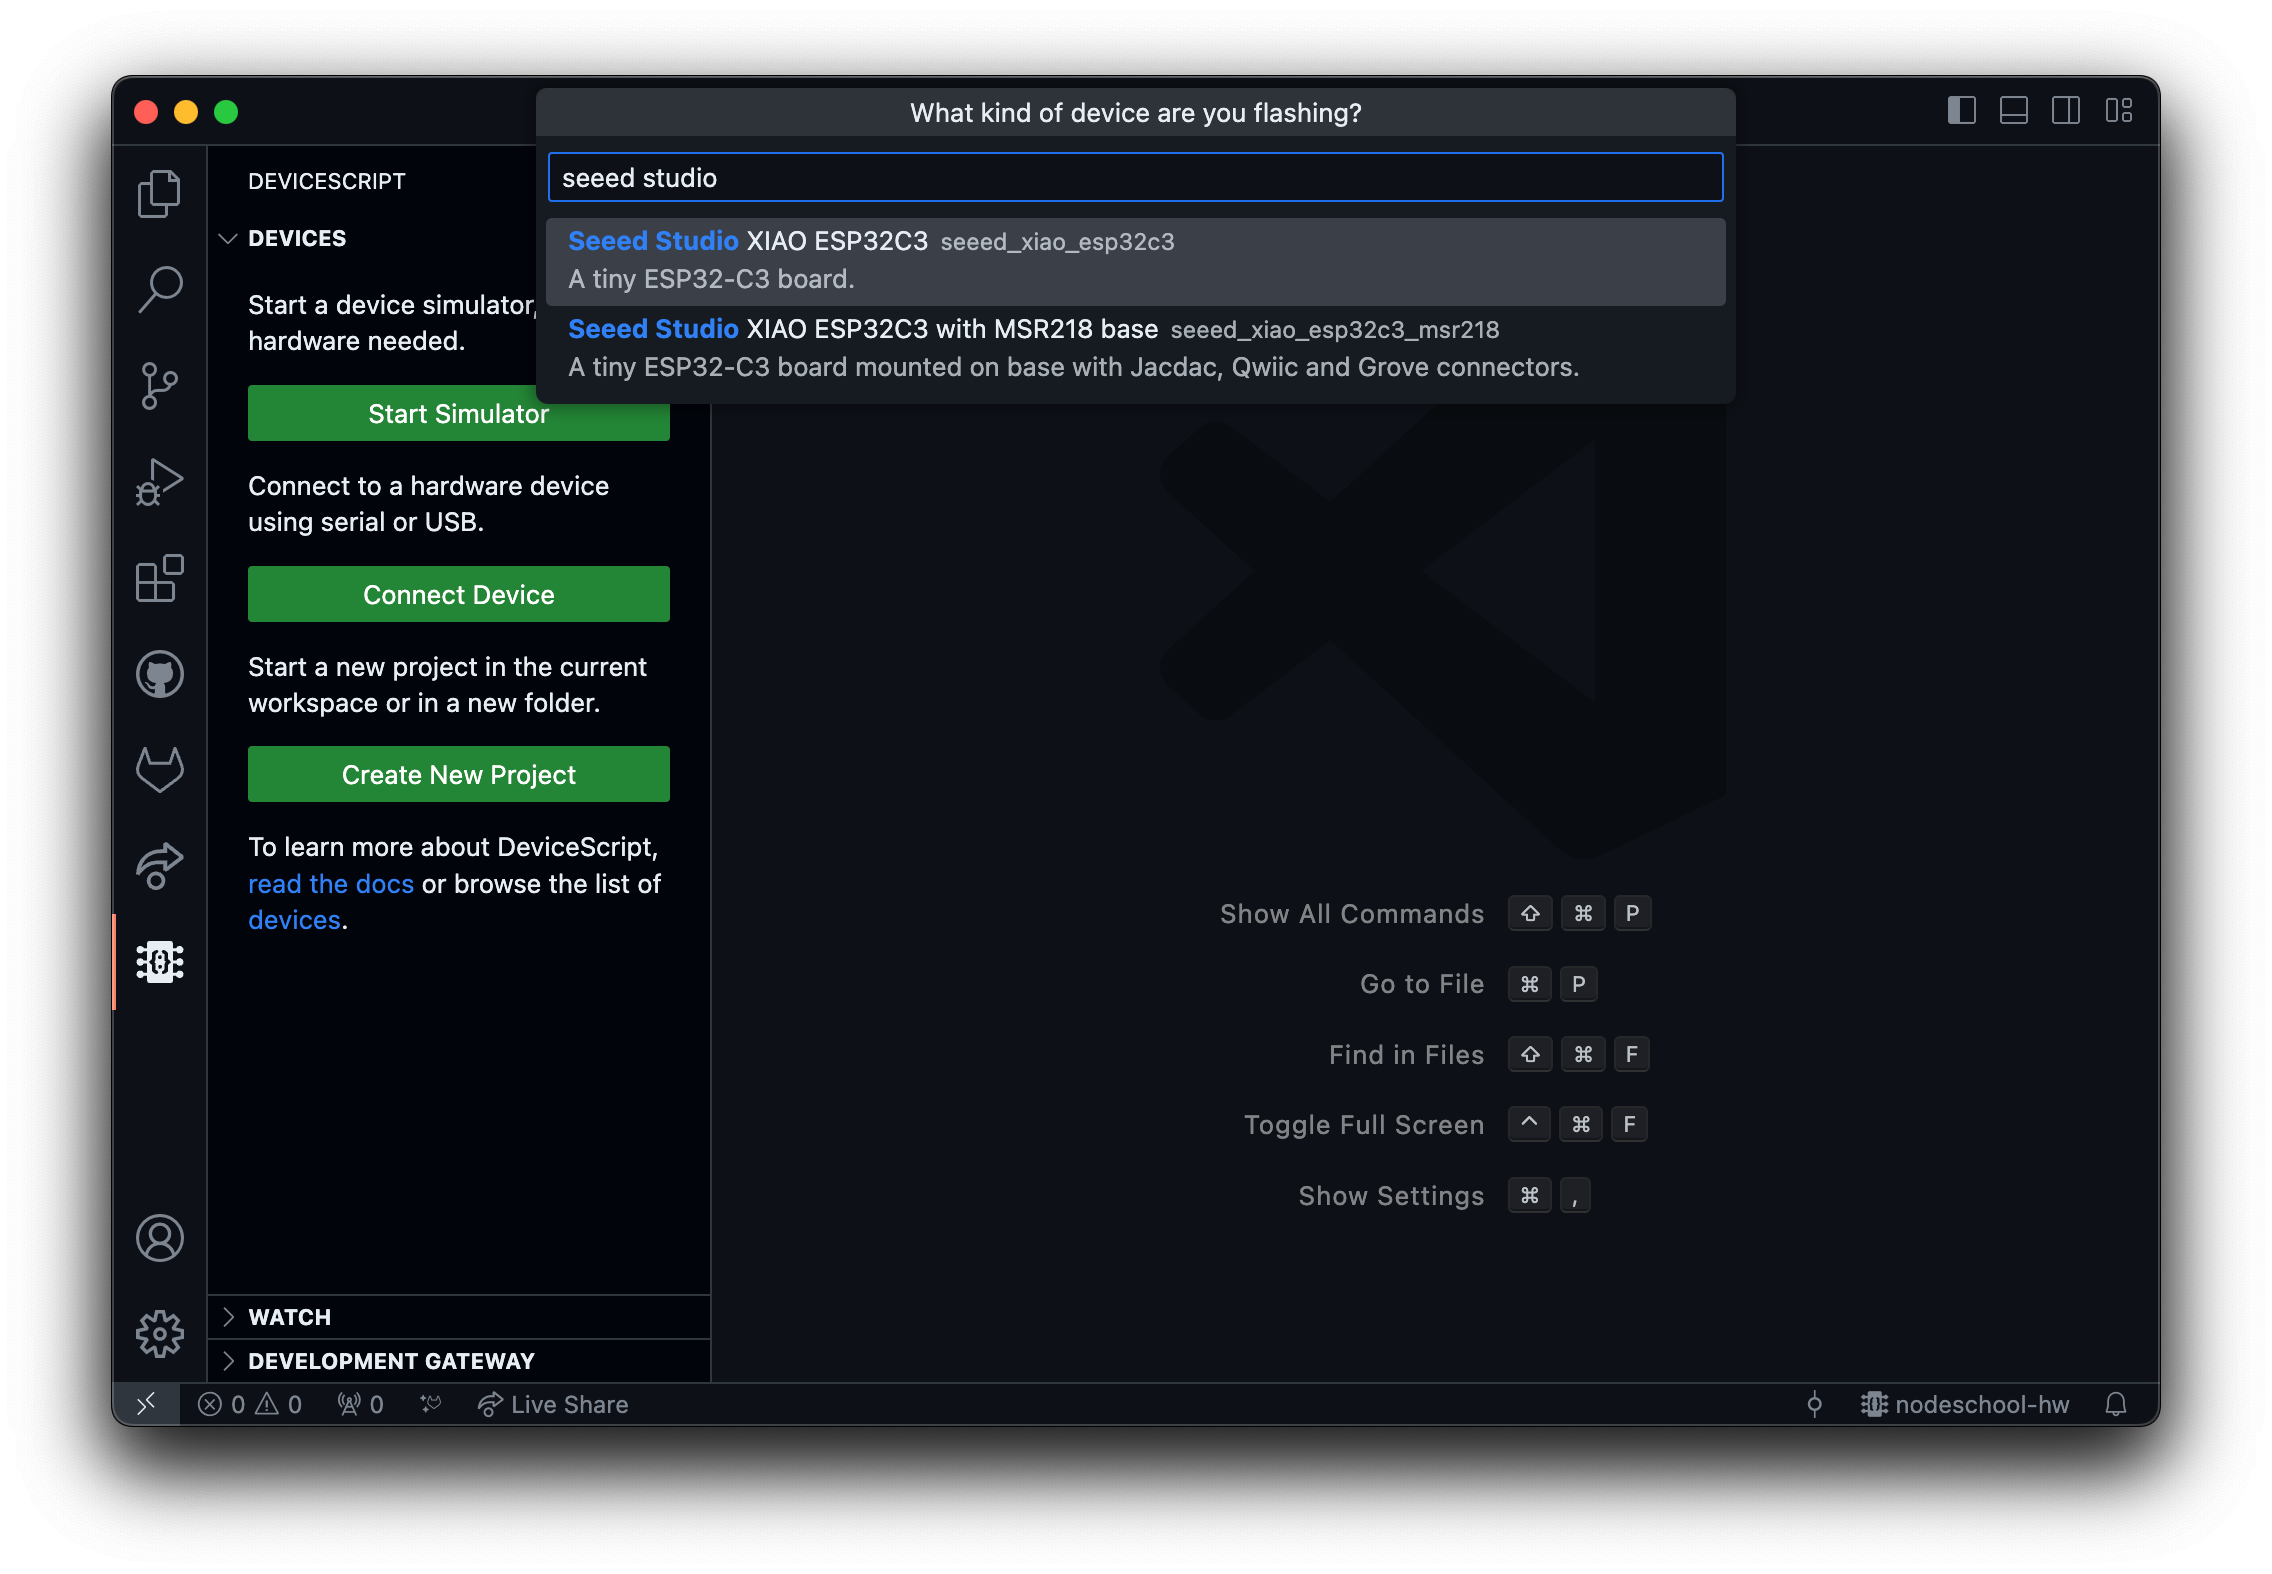 What kind of device are you flashing?
seeed studio
Seeed Studio XIAO ESP32C3 seeed_xiao_esp32c3
A tiny ESP32-C3 board.
Seeed Studio XIAO ESP32C3 with MSR218 base seeed_xiao_esp32c3_msr218
A tiny ESP32-C3 board mounted on base with Jacdac, Qwiic and Grove connectors.
DEVICESCRIPT
DEVICES
Start a device simulator,
hardware needed.
Start Simulator
Connect to a hardware device
using serial or USB.
Connect Device
Start a new project in the current
workspace or in a new folder.
Create New Project
To learn more about DeviceScript,
read the docs or browse the list of
devices.
Show All Commands ⇧ ⌘ P
Go to File ⌘ P
Find in Files ⇧ ⌘ F
Toggle Full Screen ^ ⌘ F
Show Settings ⌘ ,
WATCH
DEVELOPMENT GATEWAY
0 0 0 Live Share nodeschool-hw